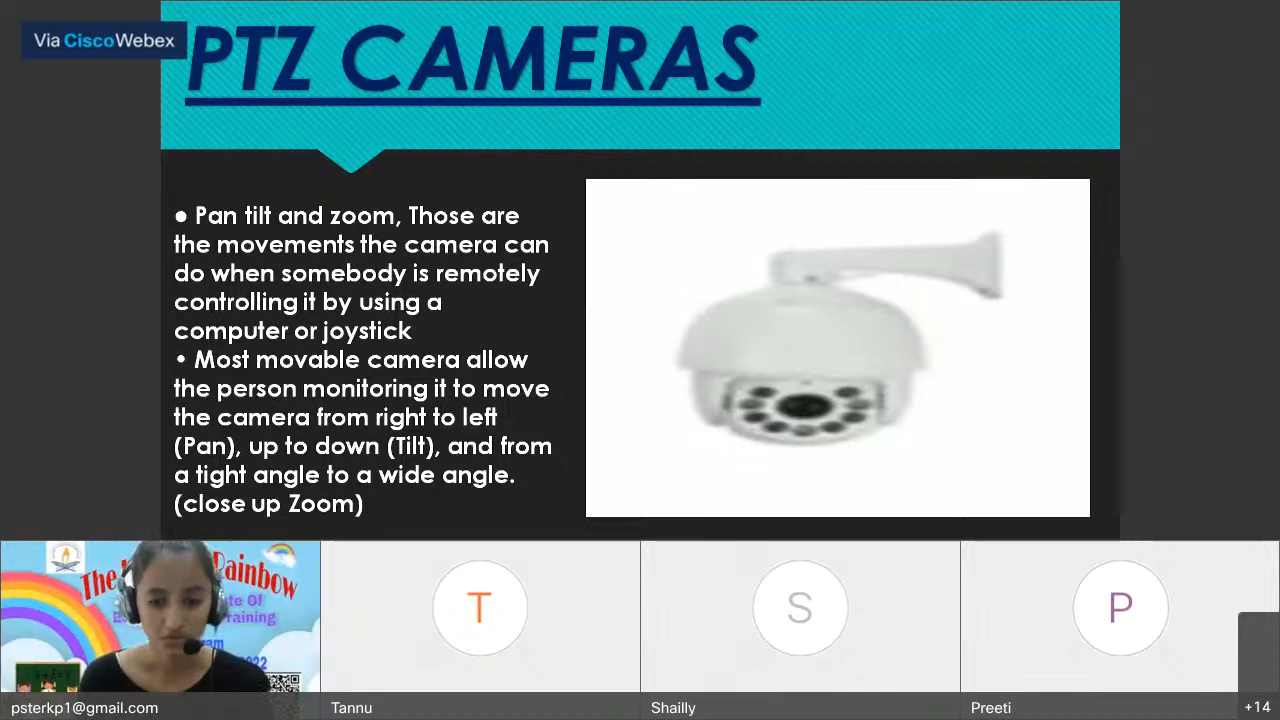 Via CiscoWebex
PTZ CAMERAS
● Pan tilt and zoom, Those are
the movements the camera can
do when somebody is remotely
controlling it by using a
computer or joystick
• Most movable camera allow
the person monitoring it to move
the camera from right to left
(Pan), up to down (Tilt), and from
a tight angle to a wide angle.
(close up Zoom)
The
Rainbow
T
S
P
psterkp1@gmail.com
Tannu
Shailly
Preeti
+14